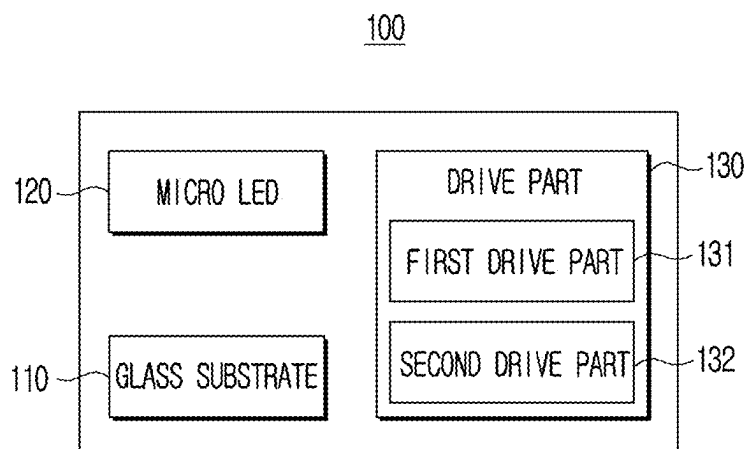 100
120
MICRO LED
DRIVE PART
130
FIRST DRIVE PART
131
110
GLASS SUBSTRATE
SECOND DRIVE PART
132